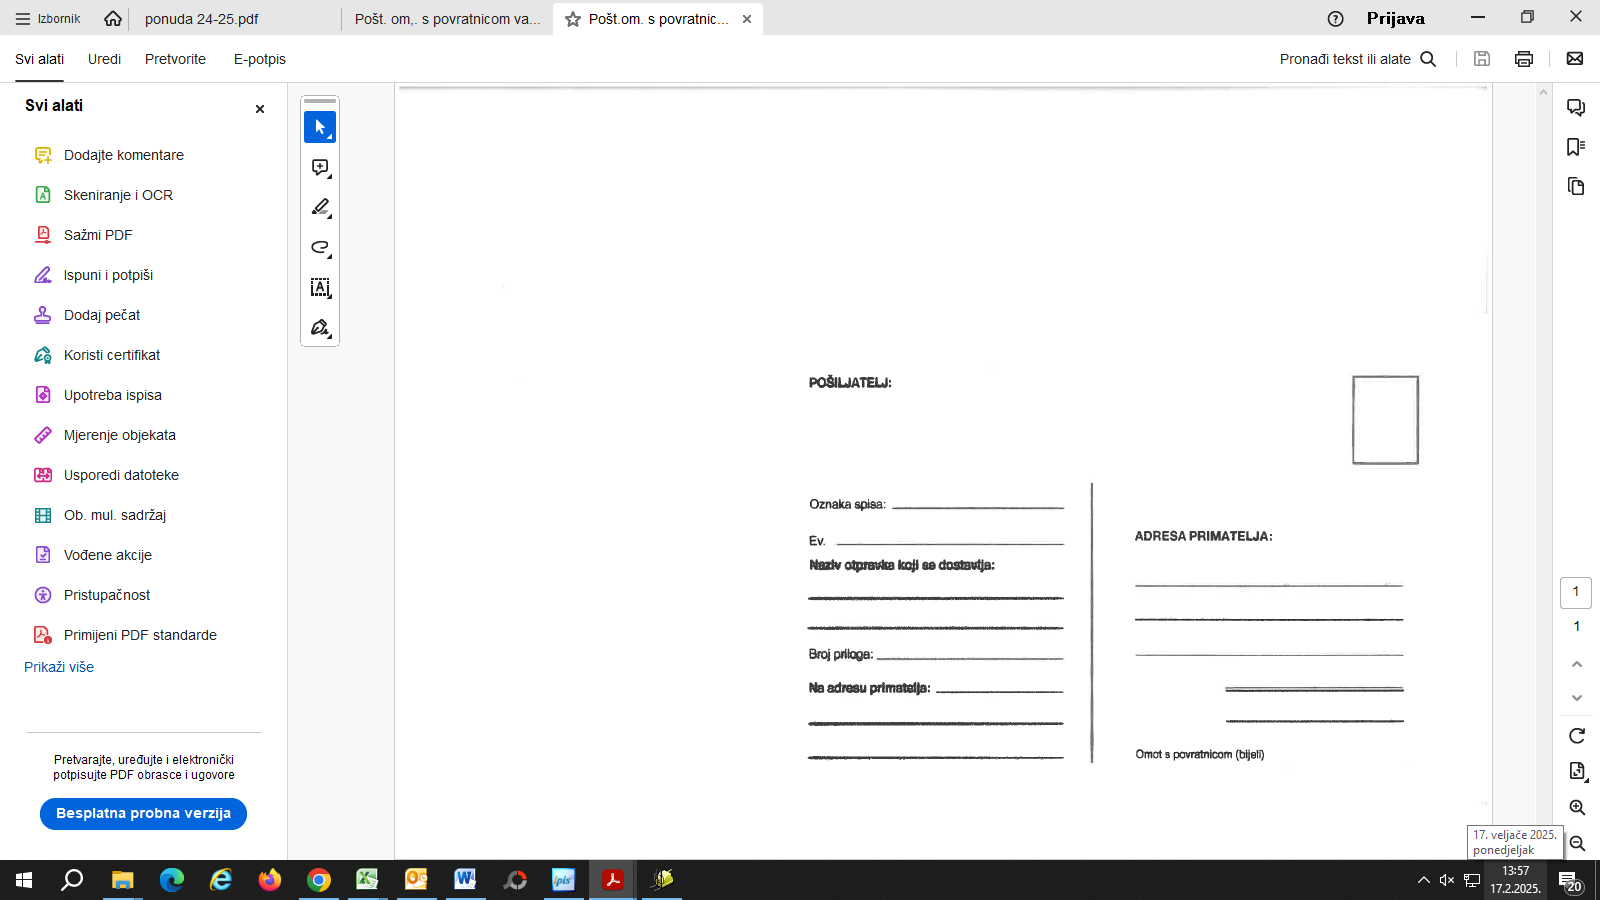 Izbornik
ponuda 24-25.pdf
Pošt. om,. s povratnicom va...
Pošt.om. s povratnic...
Prijava
Svi alati
Uredi
Pretvorite
E-potpis
Pronađi tekst ili alate
Svi alati
Dodajte komentare
Skeniranje i OCR
Sažmi PDF
Ispuni i potpiši
Dodaj pečat
Koristi certifikat
Upotreba ispisa
Mjerenje objekata
Usporedi datoteke
Ob. mul. sadržaj
Vođene akcije
Pristupačnost
Primijeni PDF standarde
Prikaži više
Pretvarajte, uređujte i elektronički
potpisujte PDF obrasce i ugovore
Besplatna probna verzija
POŠILJATELJ:
Oznaka spisa:
Ev.
Naziv otpravka koji se dostavlja:
Broj priloga:
Na adresu primatelja:
ADRESA PRIMATELJA:
Omot s povratnicom (bijeli)
1
1
17. veljače 2025.
ponedjeljak
ipis
13:57
17.2.2025.
20